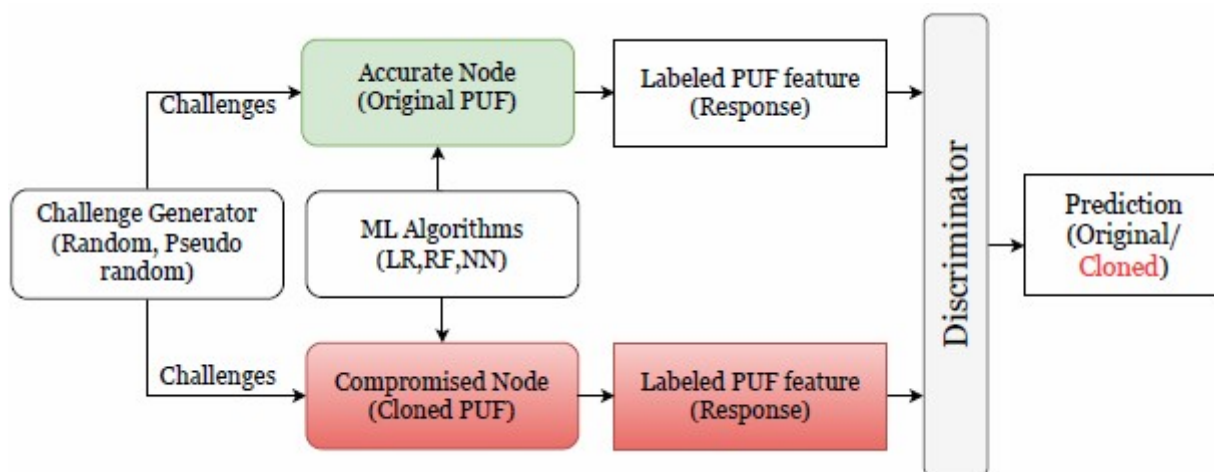 Accurate Node
(Original PUF)
Labeled PUF feature
(Response)
Challenges
Challenge Generator
(Random, Pseudo
random)
ML Algorithms
(LR,RF,NN)
Discriminator
Prediction
(Original/
Cloned)
Challenges
Compromised Node
(Cloned PUF)
Labeled PUF feature
(Response)